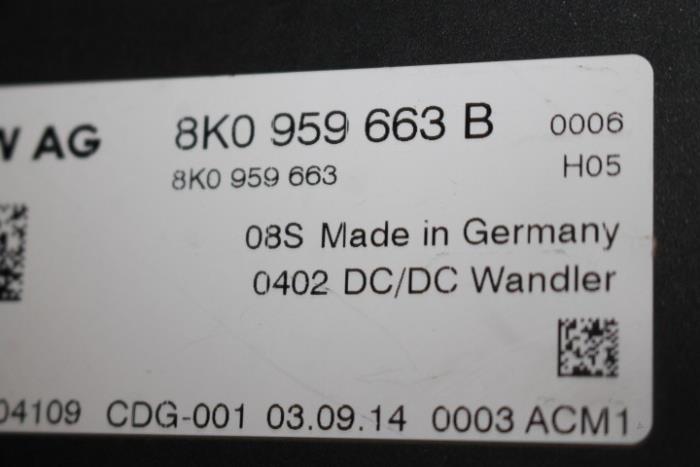 W AG 8K0 959 663 B 0006
8K0 959 663 H05
08S Made in Germany
0402 DC/DC Wandler
04109 CDG-001 03.09.14 0003 ACM1